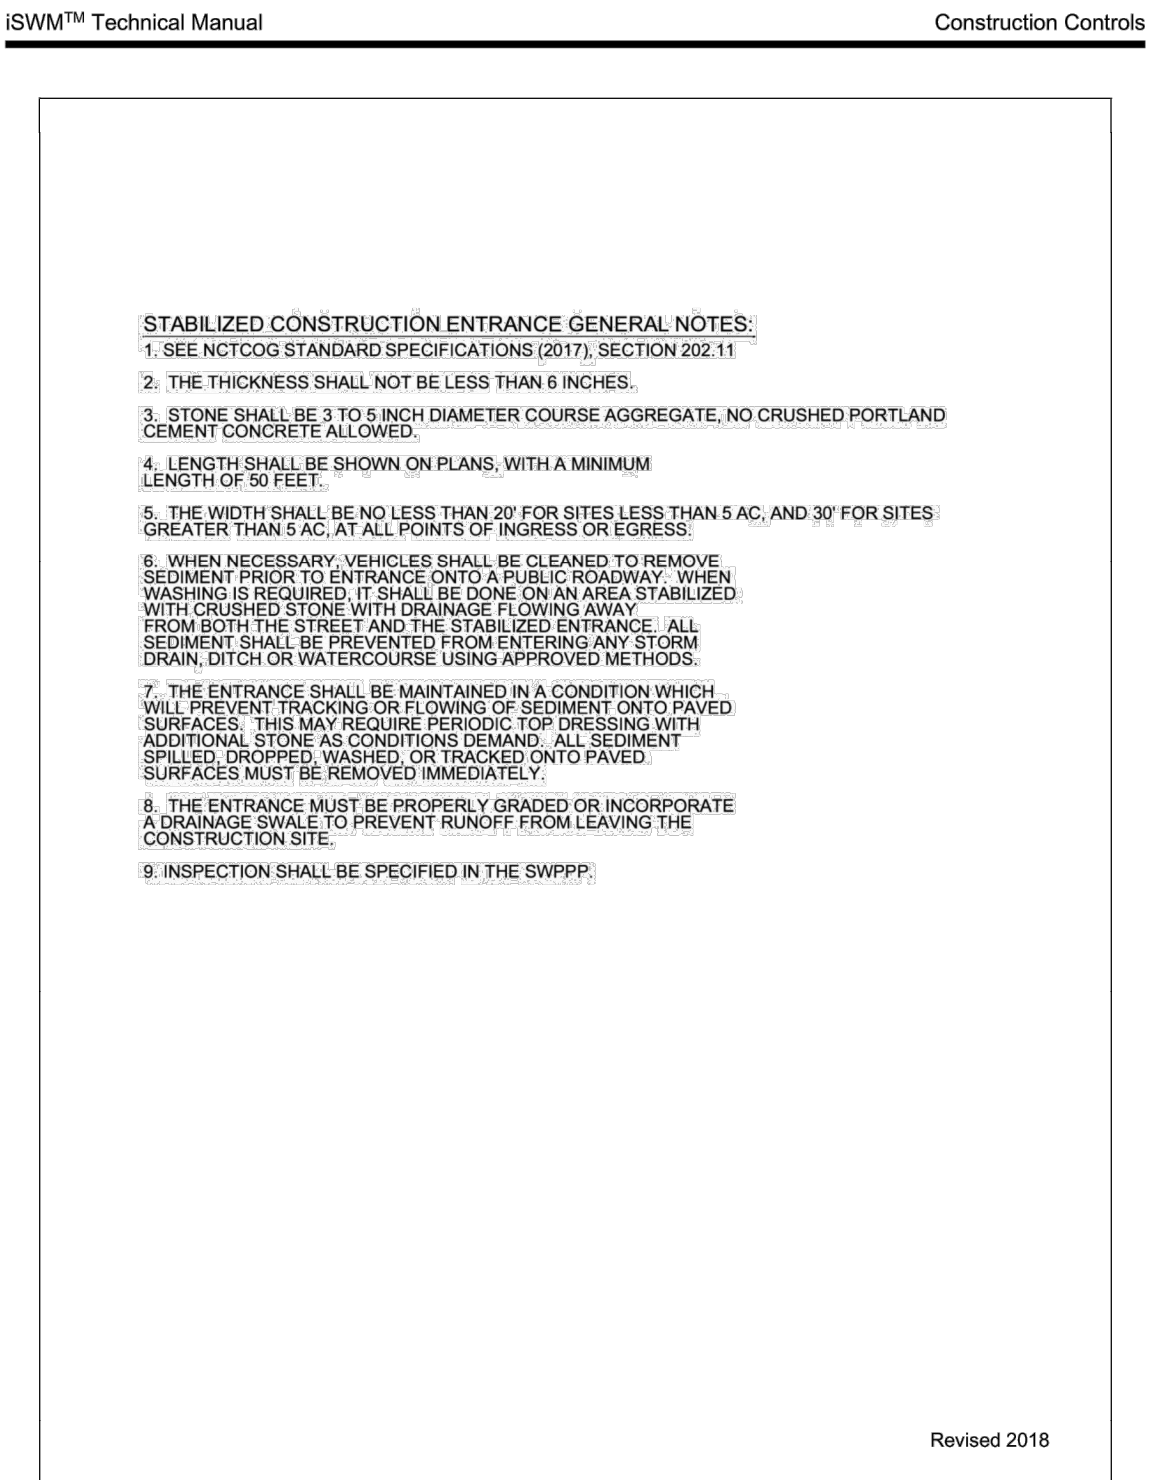 iSWM™ Technical Manual
Construction Controls
STABILIZED CONSTRUCTION ENTRANCE GENERAL NOTES:
1. SEE NCTCOG STANDARD SPECIFICATIONS (2017), SECTION 202.11
2. THE THICKNESS SHALL NOT BE LESS THAN 6 INCHES.
3. STONE SHALL BE 3 TO 5 INCH DIAMETER COURSE AGGREGATE, NO CRUSHED PORTLAND
CEMENT CONCRETE ALLOWED.
4. LENGTH SHALL BE SHOWN ON PLANS, WITH A MINIMUM
LENGTH OF 50 FEET.
5. THE WIDTH SHALL BE NO LESS THAN 20' FOR SITES LESS THAN 5 AC, AND 30' FOR SITES
GREATER THAN 5 AC, AT ALL POINTS OF INGRESS OR EGRESS.
6. WHEN NECESSARY, VEHICLES SHALL BE CLEANED TO REMOVE
SEDIMENT PRIOR TO ENTRANCE ONTO A PUBLIC ROADWAY. WHEN
WASHING IS REQUIRED, IT SHALL BE DONE ON AN AREA STABILIZED
WITH CRUSHED STONE WITH DRAINAGE FLOWING AWAY
FROM BOTH THE STREET AND THE STABILIZED ENTRANCE. ALL
SEDIMENT SHALL BE PREVENTED FROM ENTERING ANY STORM
DRAIN, DITCH OR WATERCOURSE USING APPROVED METHODS.
7. THE ENTRANCE SHALL BE MAINTAINED IN A CONDITION WHICH
WILL PREVENT TRACKING OR FLOWING OF SEDIMENT ONTO PAVED
SURFACES. THIS MAY REQUIRE PERIODIC TOP DRESSING WITH
ADDITIONAL STONE AS CONDITIONS DEMAND. ALL SEDIMENT
SPILLED, DROPPED, WASHED, OR TRACKED ONTO PAVED
SURFACES MUST BE REMOVED IMMEDIATELY.
8. THE ENTRANCE MUST BE PROPERLY GRADED OR INCORPORATE
A DRAINAGE SWALE TO PREVENT RUNOFF FROM LEAVING THE
CONSTRUCTION SITE.
9. INSPECTION SHALL BE SPECIFIED IN THE SWPPP.
Revised 2018